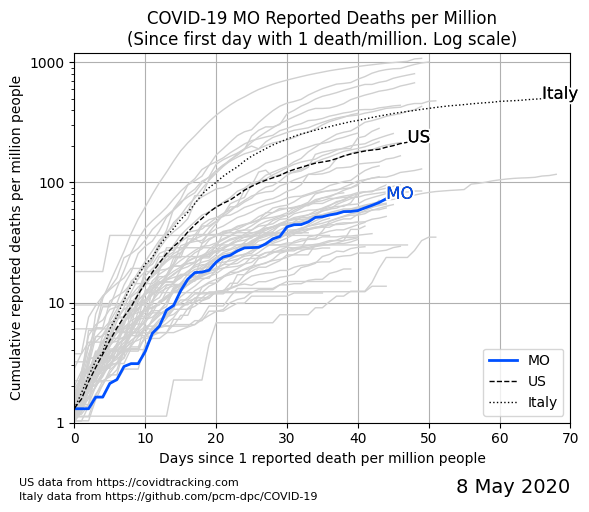 COVID-19 MO Reported Deaths per Million
(Since first day with 1 death/million. Log scale)
Cumulative reported deaths per million people
1000
100
10
1
Italy
US
MO
MO
US
Italy
0 10 20 30 40 50 60 70
Days since 1 reported death per million people
US data from https://covidtracking.com
Italy data from https://github.com/pcm-dpc/COVID-19
8 May 2020